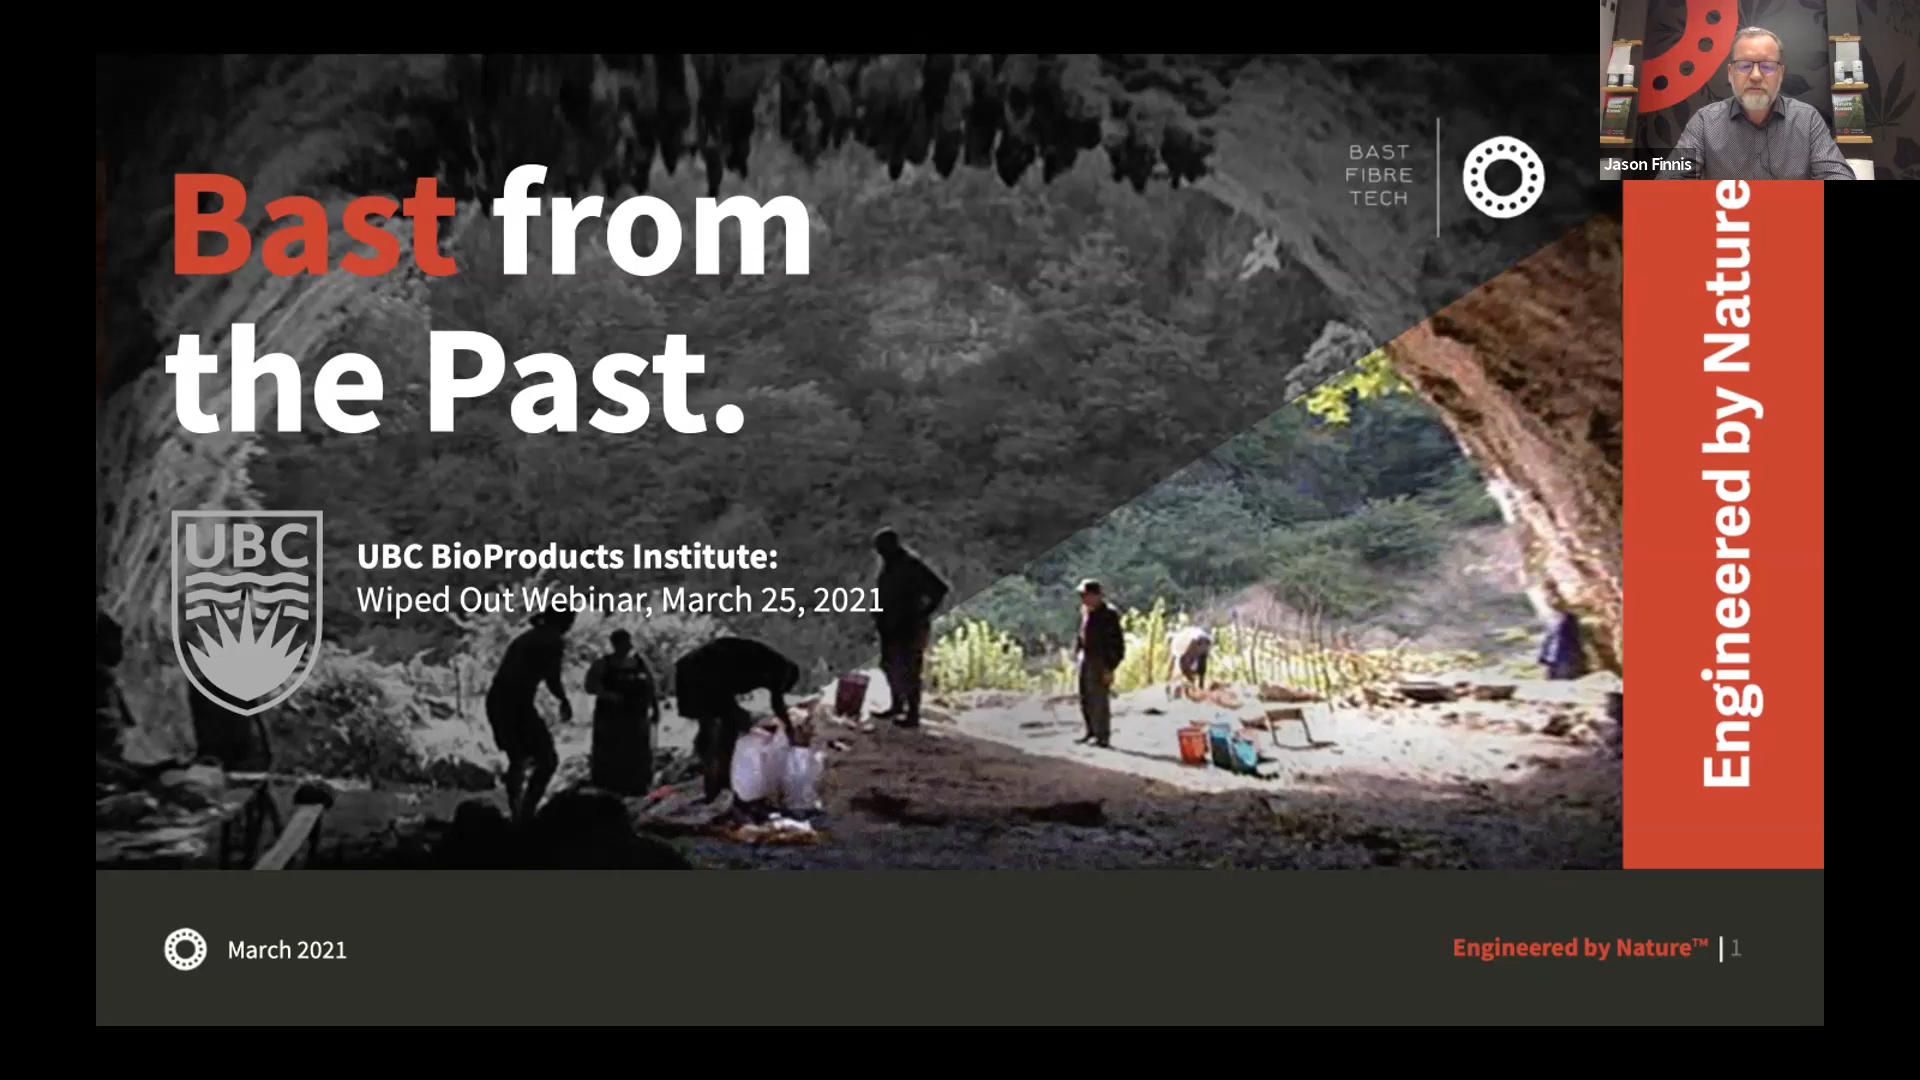 Bast from
the Past.
BAST
FIBRE
TECH
Jason Finnis
Engineered by Nature
UBC
UBC BioProducts Institute:
Wiped Out Webinar, March 25, 2021
March 2021
Engineered by Nature™ | 1